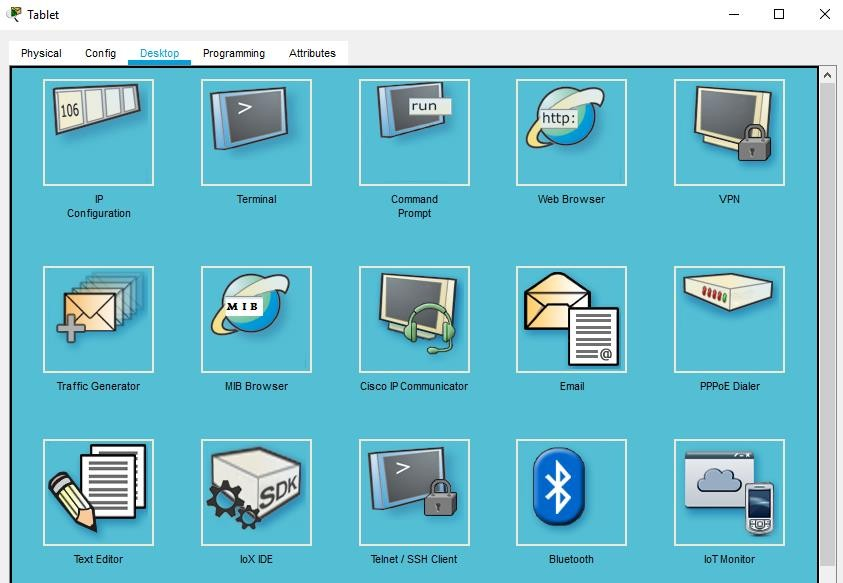 Tablet
Physical Config Desktop Programming Attributes
106
>
run
http:
IP
Configuration
Terminal
Command
Prompt
Web Browser
VPN
MIB
@
Traffic Generator
MIB Browser
Cisco IP Communicator
Email
PPPoE Dialer
SDK
>
Text Editor
IoX IDE
Telnet / SSH Client
Bluetooth
IoT Monitor